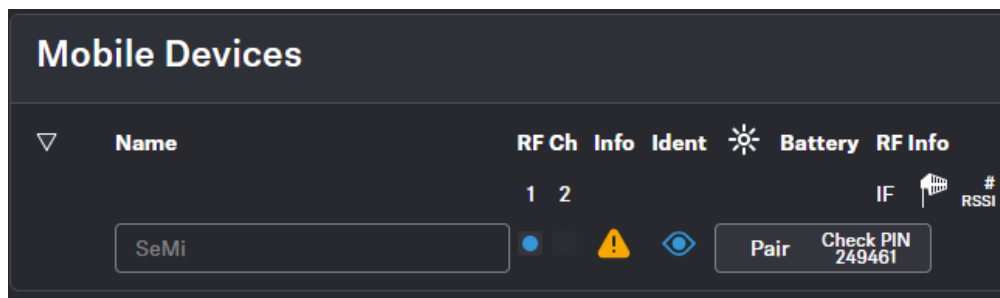 Mobile Devices
Name RF Ch Info Ident Battery RF Info
1 2 IF # RSSI
SeMi Pair Check PIN 249461